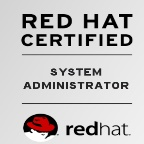 RED HAT
CERTIFIED
SYSTEM
ADMINISTRATOR
redhat.